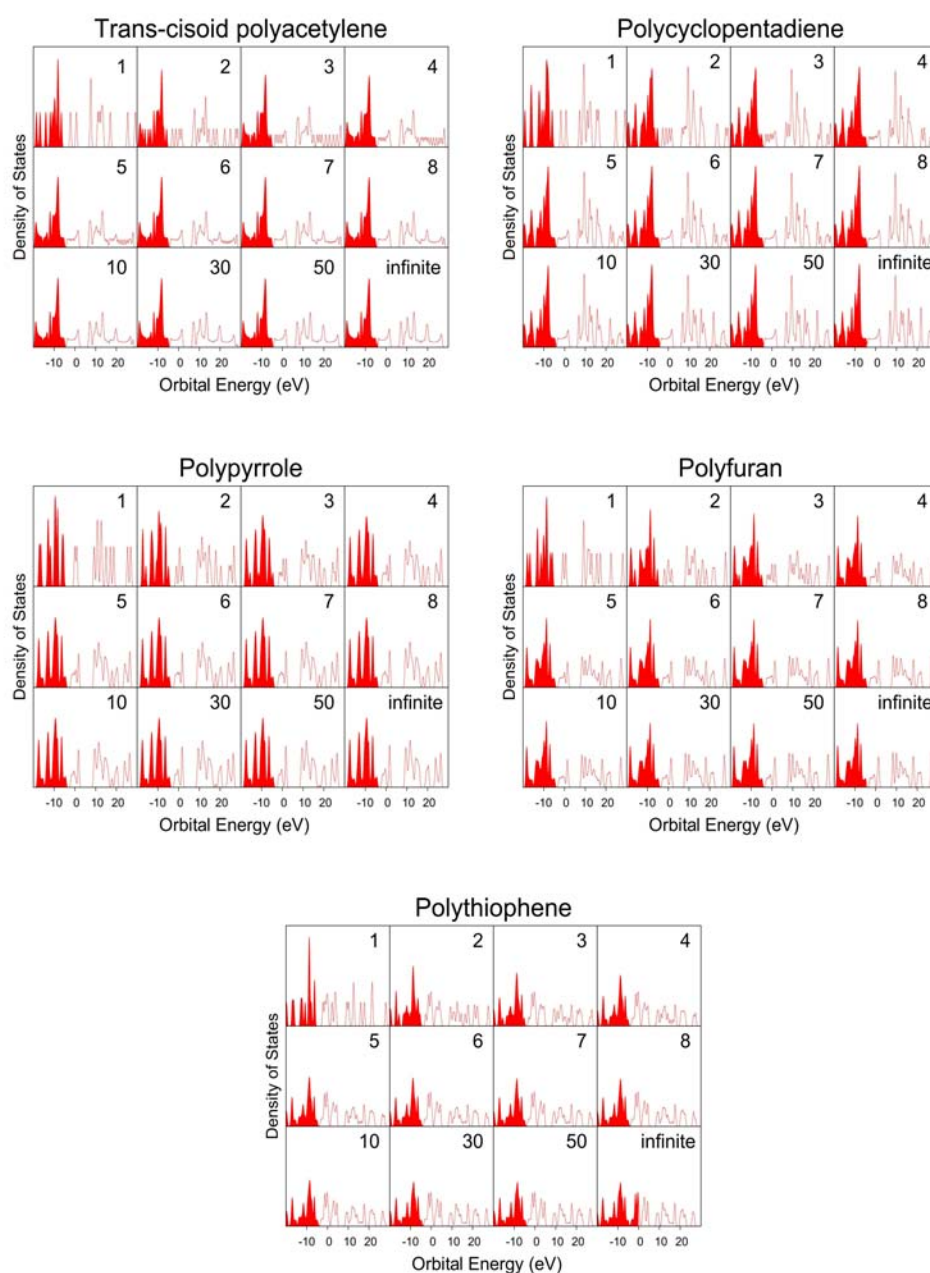 Trans-cisoid polyacetylene
Density of States
1 2 3 4
5 6 7 8
10 30 50 infinite
-10 0 10 20 -10 0 10 20 -10 0 10 20 -10 0 10 20
Orbital Energy (eV)
Polycyclopentadiene
Density of States
1 2 3 4
5 6 7 8
10 30 50 infinite
-10 0 10 20 -10 0 10 20 -10 0 10 20 -10 0 10 20
Orbital Energy (eV)
Polypyrrole
Density of States
1 2 3 4
5 6 7 8
10 30 50 infinite
-10 0 10 20 -10 0 10 20 -10 0 10 20 -10 0 10 20
Orbital Energy (eV)
Polyfuran
Density of States
1 2 3 4
5 6 7 8
10 30 50 infinite
-10 0 10 20 -10 0 10 20 -10 0 10 20 -10 0 10 20
Orbital Energy (eV)
Polythiophene
Density of States
1 2 3 4
5 6 7 8
10 30 50 infinite
-10 0 10 20 -10 0 10 20 -10 0 10 20 -10 0 10 20
Orbital Energy (eV)